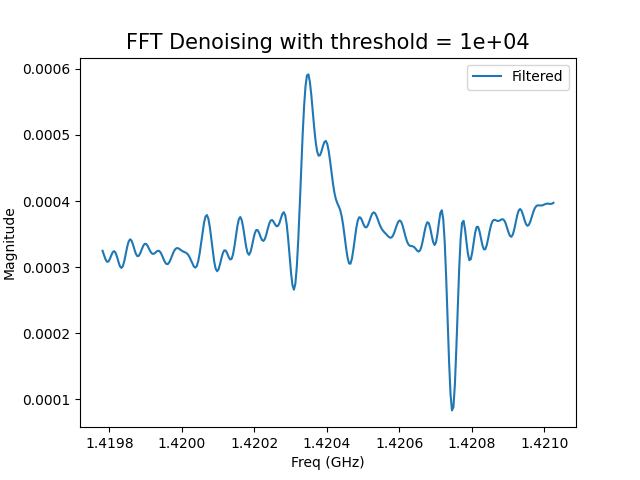 FFT Denoising with threshold = 1e+04
Filtered
0.0006
0.0005
0.0004
0.0003
0.0002
0.0001
Magnitude
1.4198 1.4200 1.4202 1.4204 1.4206 1.4208 1.4210
Freq (GHz)